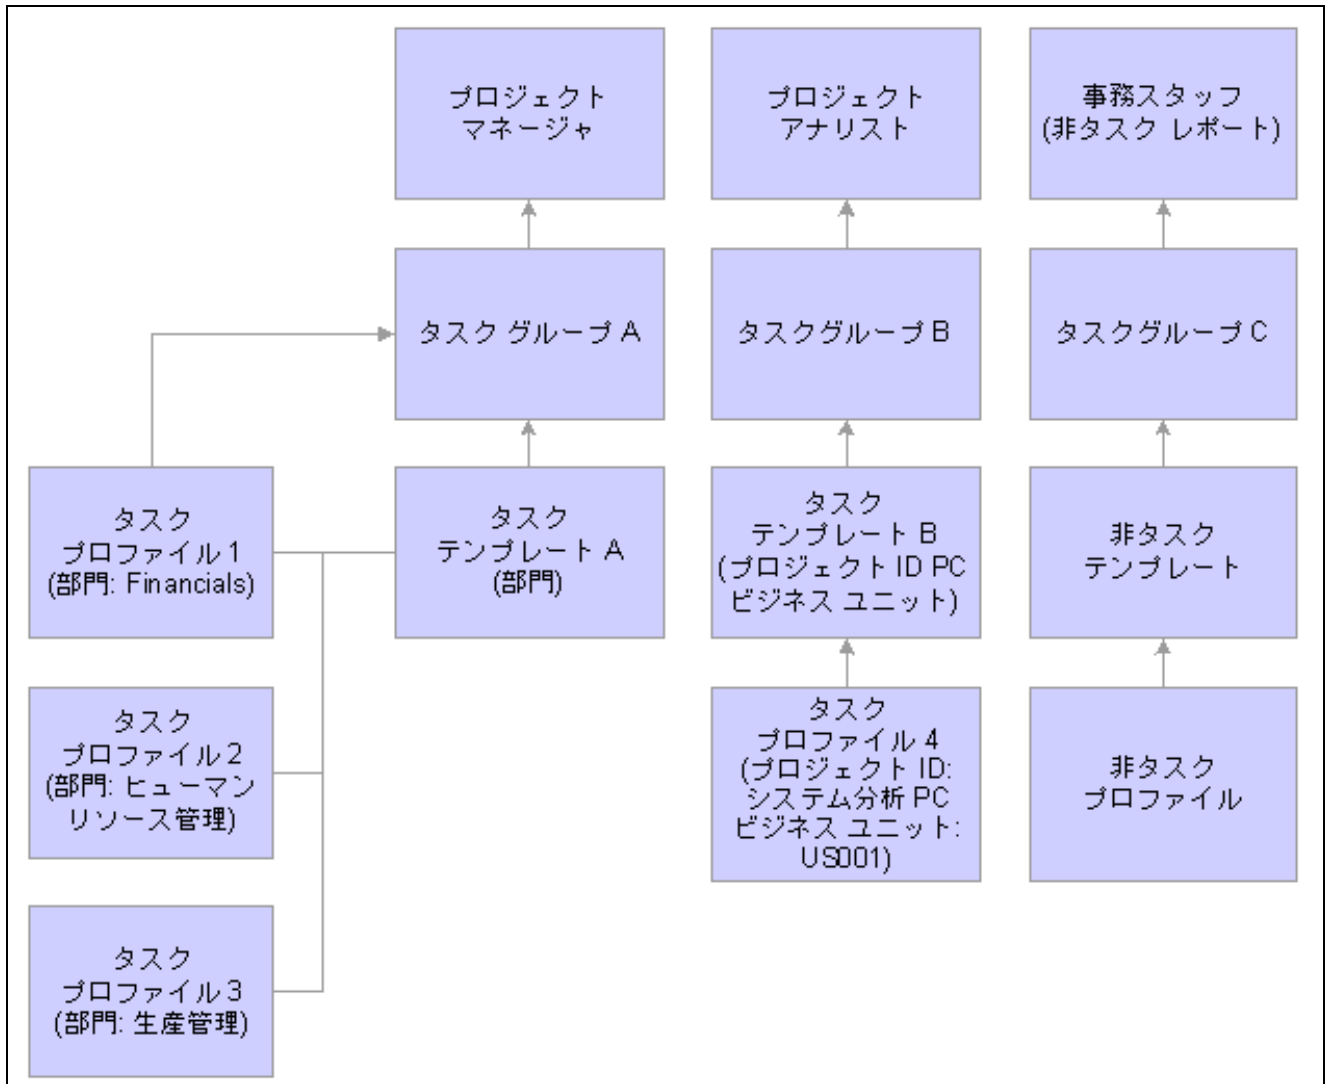 プロジェクト
マネージャ
プロジェクト
アナリスト
事務スタッフ
(非タスク レポート)
タスク グループ A
タスクグループ B
タスクグループ C
タスク
プロファイル 1
(部門: Financials)
タスク
テンプレート A
(部門)
タスク
テンプレート B
(プロジェクト ID PC
ビジネス ユニット)
非タスク
テンプレート
タスク
プロファイル 2
(部門: ヒューマン
リソース管理)
タスク
プロファイル 4
(プロジェクト ID:
システム分析 PC
ビジネス ユニット:
US001)
非タスク
プロファイル
タスク
プロファイル 3
(部門: 生産管理)